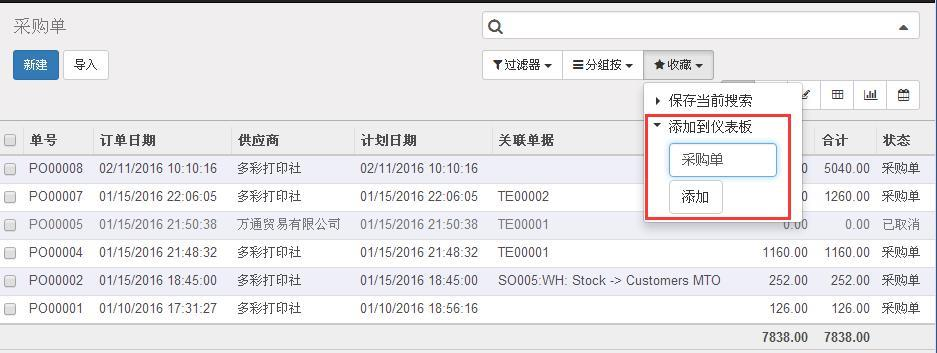 采购单
新建 导入
过滤器 分组按 收藏
保存当前搜索
添加到仪表板
采购单
添加
单号 订单日期 供应商 计划日期 关联单据 合计 状态
PO00008 02/11/2016 10:10:16 多彩打印社 02/11/2016 10:10:16 5040.00 采购单
PO00007 01/15/2016 22:06:05 多彩打印社 01/15/2016 22:06:05 TE00002 1260.00 采购单
PO00005 01/15/2016 21:50:38 万通贸易有限公司 01/15/2016 21:50:38 TE00001 0.00 0.00 已取消
PO00004 01/15/2016 21:48:32 多彩打印社 01/15/2016 21:48:32 TE00001 1160.00 1160.00 采购单
PO00002 01/15/2016 18:45:00 多彩打印社 01/15/2016 18:45:00 SO005:WH: Stock -> Customers MTO 252.00 252.00 采购单
PO00001 01/10/2016 17:31:27 多彩打印社 01/10/2016 18:56:16 126.00 126.00 采购单
7838.00 7838.00